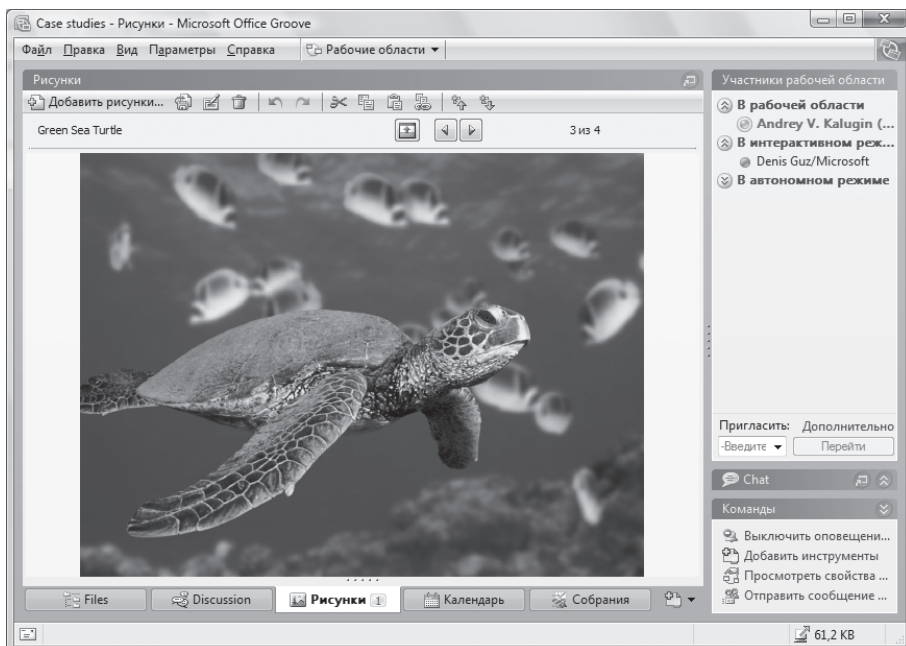 Case studies - Рисунки - Microsoft Office Groove
Файл Правка Вид Параметры Справка Рабочие области
Рисунки
Добавить рисунки...
Green Sea Turtle 3 из 4
Участники рабочей области
В рабочей области
Andrey V. Kalugin (...
В интерактивном реж...
Denis Guz/Microsoft
В автономном режиме
Пригласить: Дополнительно
-Введите Перейти
Chat
Команды
Выключить оповещени...
Добавить инструменты
Просмотреть свойства ...
Отправить сообщение ...
Files Discussion Рисунки 1 Календарь Собрания
61,2 KB